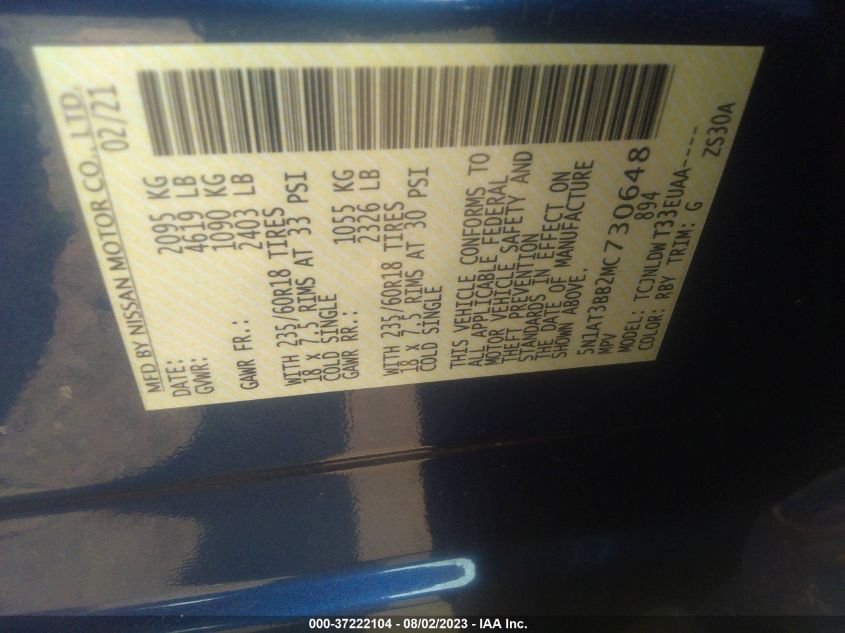 MFD BY NISSAN MOTOR CO., LTD.
DATE: 02/21
GVWR: 2095 KG
4619 LB
GAWR FR.: 1090 KG
2403 LB
WITH 235/60R18 TIRES
18 X 7.5 RIMS AT 33 PSI
COLD SINGLE
GAWR RR.: 1055 KG
2326 LB
WITH 235/60R18 TIRES
18 X 7.5 RIMS AT 30 PSI
COLD SINGLE
THIS VEHICLE CONFORMS TO
ALL APPLICABLE FEDERAL
MOTOR VEHICLE SAFETY AND
THEFT PREVENTION
STANDARDS IN EFFECT ON
THE DATE OF MANUFACTURE
SHOWN ABOVE.
5N1AT3BB2MC730648
MPV 894
MODEL: TCJNLDWT33EUAA----
COLOR: RBY TRIM: G ZS30A
000-37222104 - 08/02/2023 - IAA Inc.